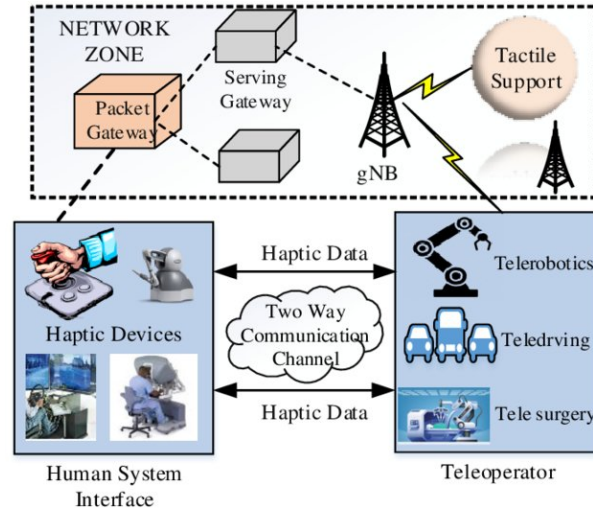 NETWORK
ZONE
Packet
Gateway
Serving
Gateway
gNB
Tactile
Support
Haptic Devices
Human System
Interface
Haptic Data
Two Way
Communication
Channel
Haptic Data
Telerobotics
Teledrving
Tele surgery
Teleoperator